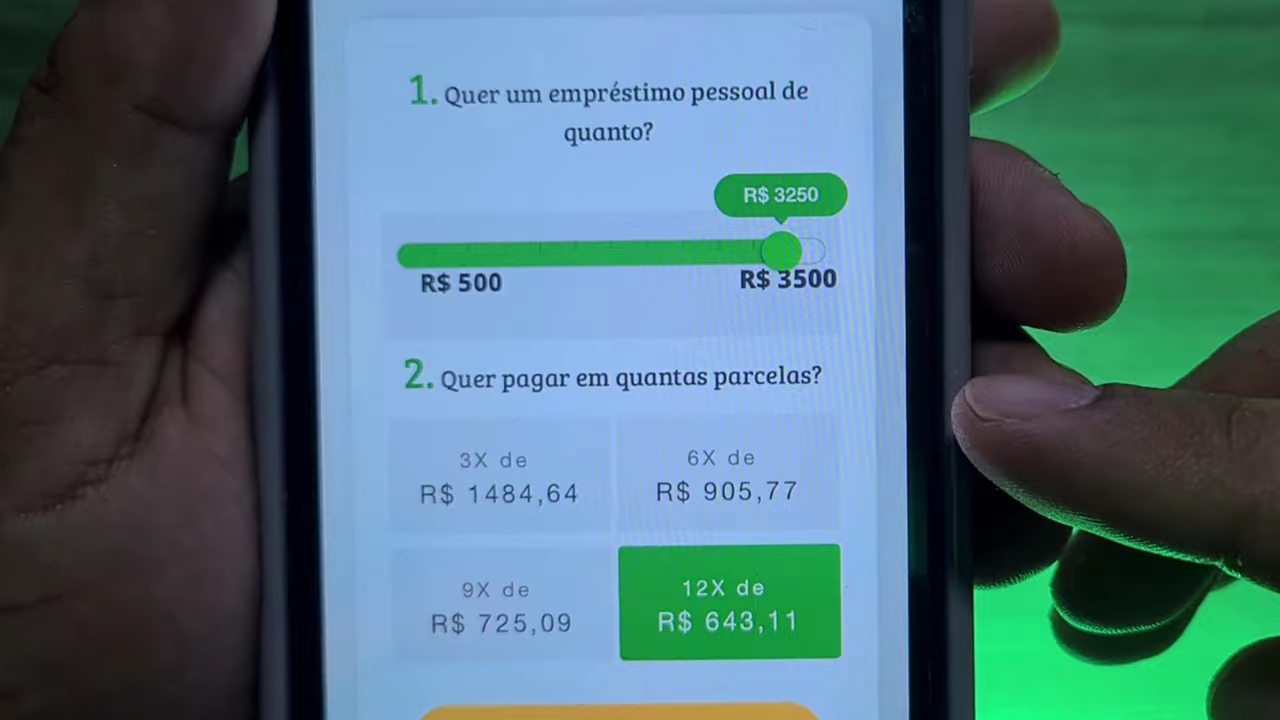 1. Quer um empréstimo pessoal de
quanto?
R$ 3250
R$ 500
R$ 3500
2. Quer pagar em quantas parcelas?
3X de
R$ 1484,64
6X de
R$ 905,77
9X de
R$ 725,09
12X de
R$ 643,11